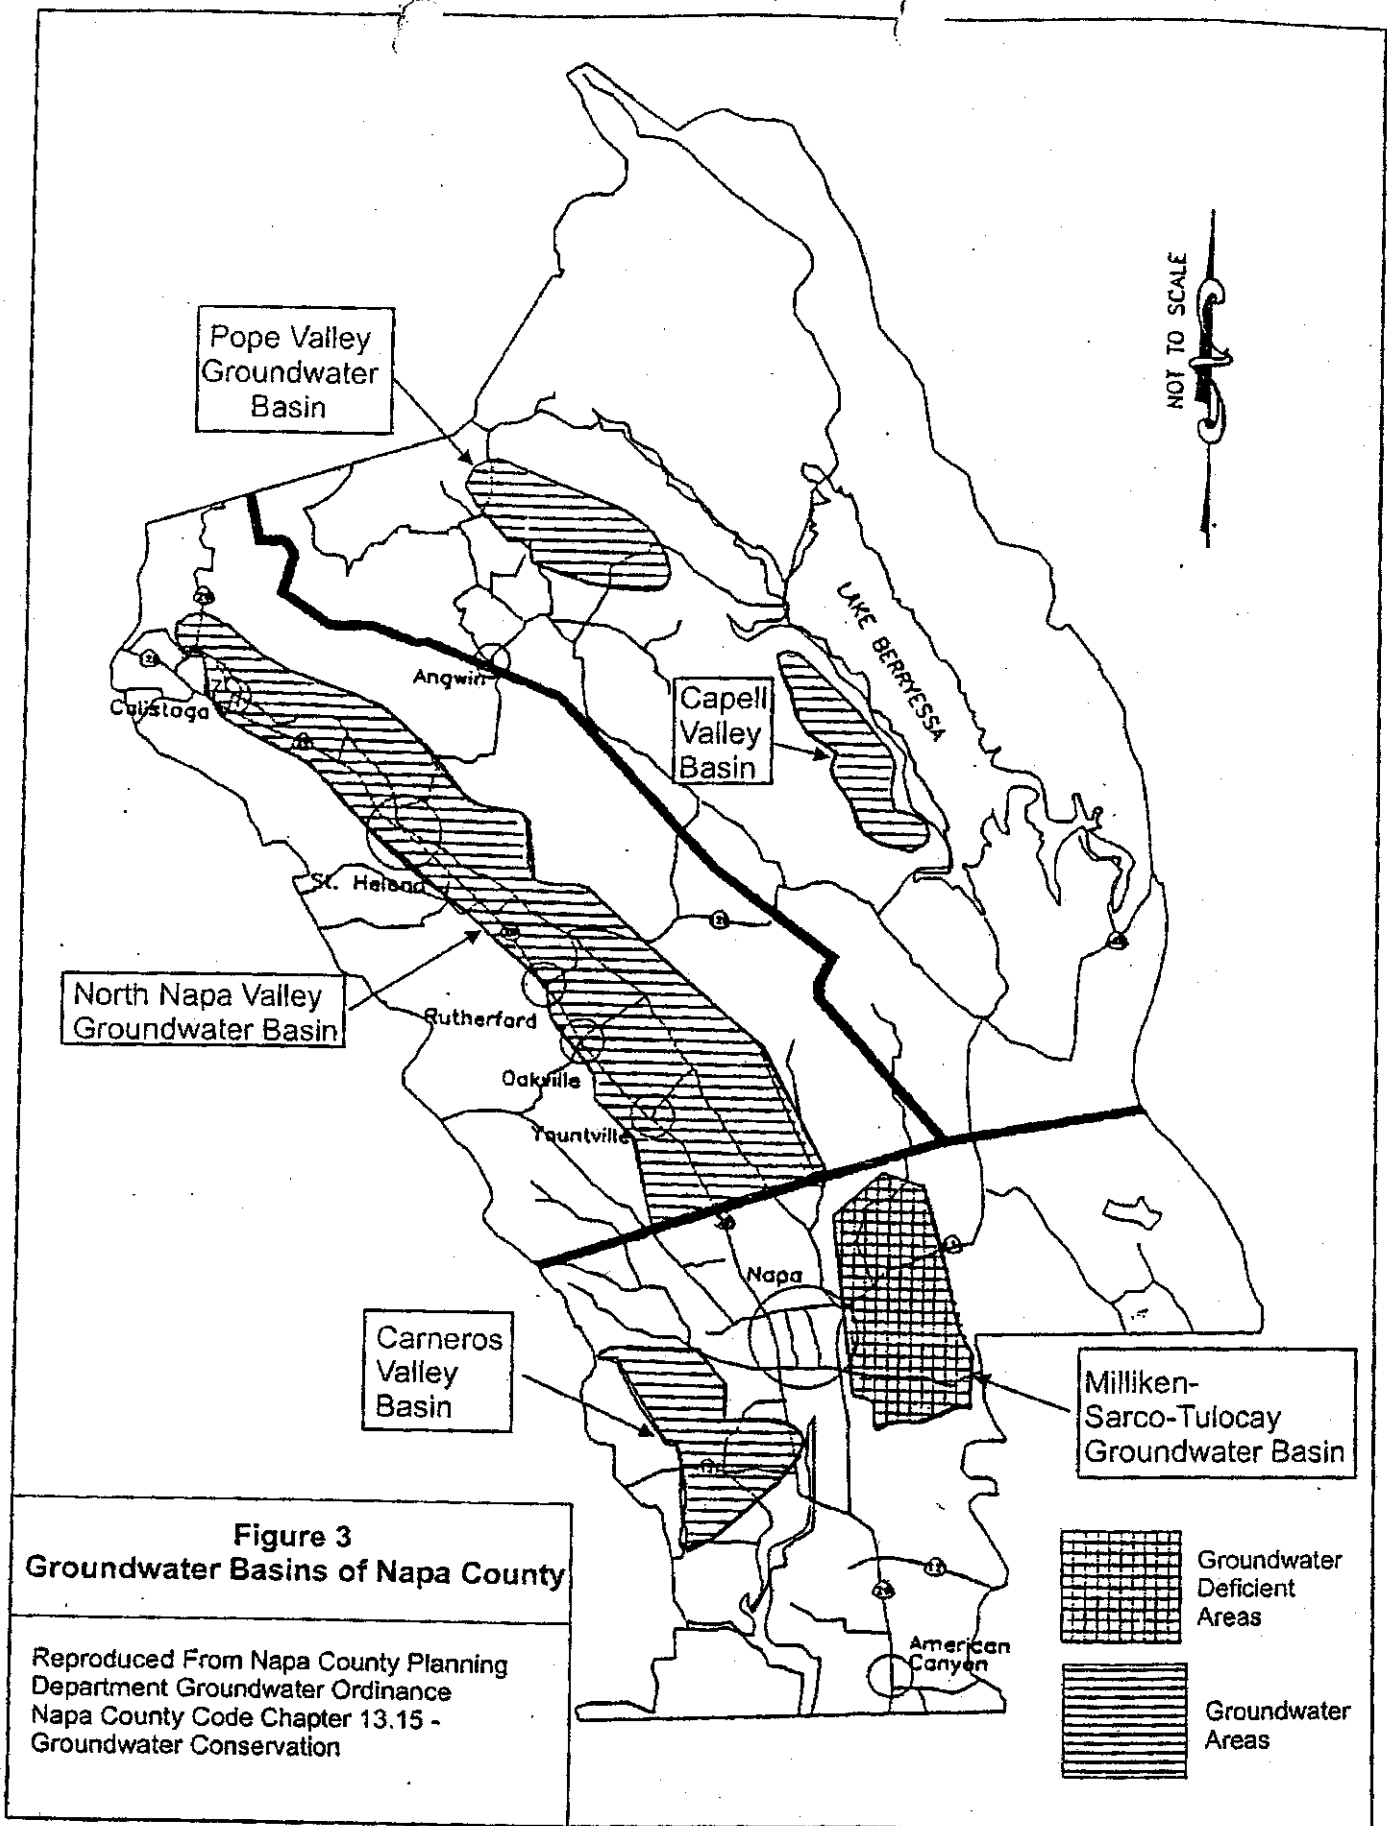 NOT TO SCALE
Pope Valley
Groundwater
Basin
LAKE BERRYESSA
Angwin
Calistoga
Capell
Valley
Basin
St. Helena
North Napa Valley
Groundwater Basin
Rutherford
Oakville
Yountville
Napa
Carneros
Valley
Basin
Milliken-
Sarco-Tulocay
Groundwater Basin
Figure 3
Groundwater Basins of Napa County
Reproduced From Napa County Planning
Department Groundwater Ordinance
Napa County Code Chapter 13.15 -
Groundwater Conservation
12
American
Canyon
Groundwater
Deficient
Areas
Groundwater
Areas